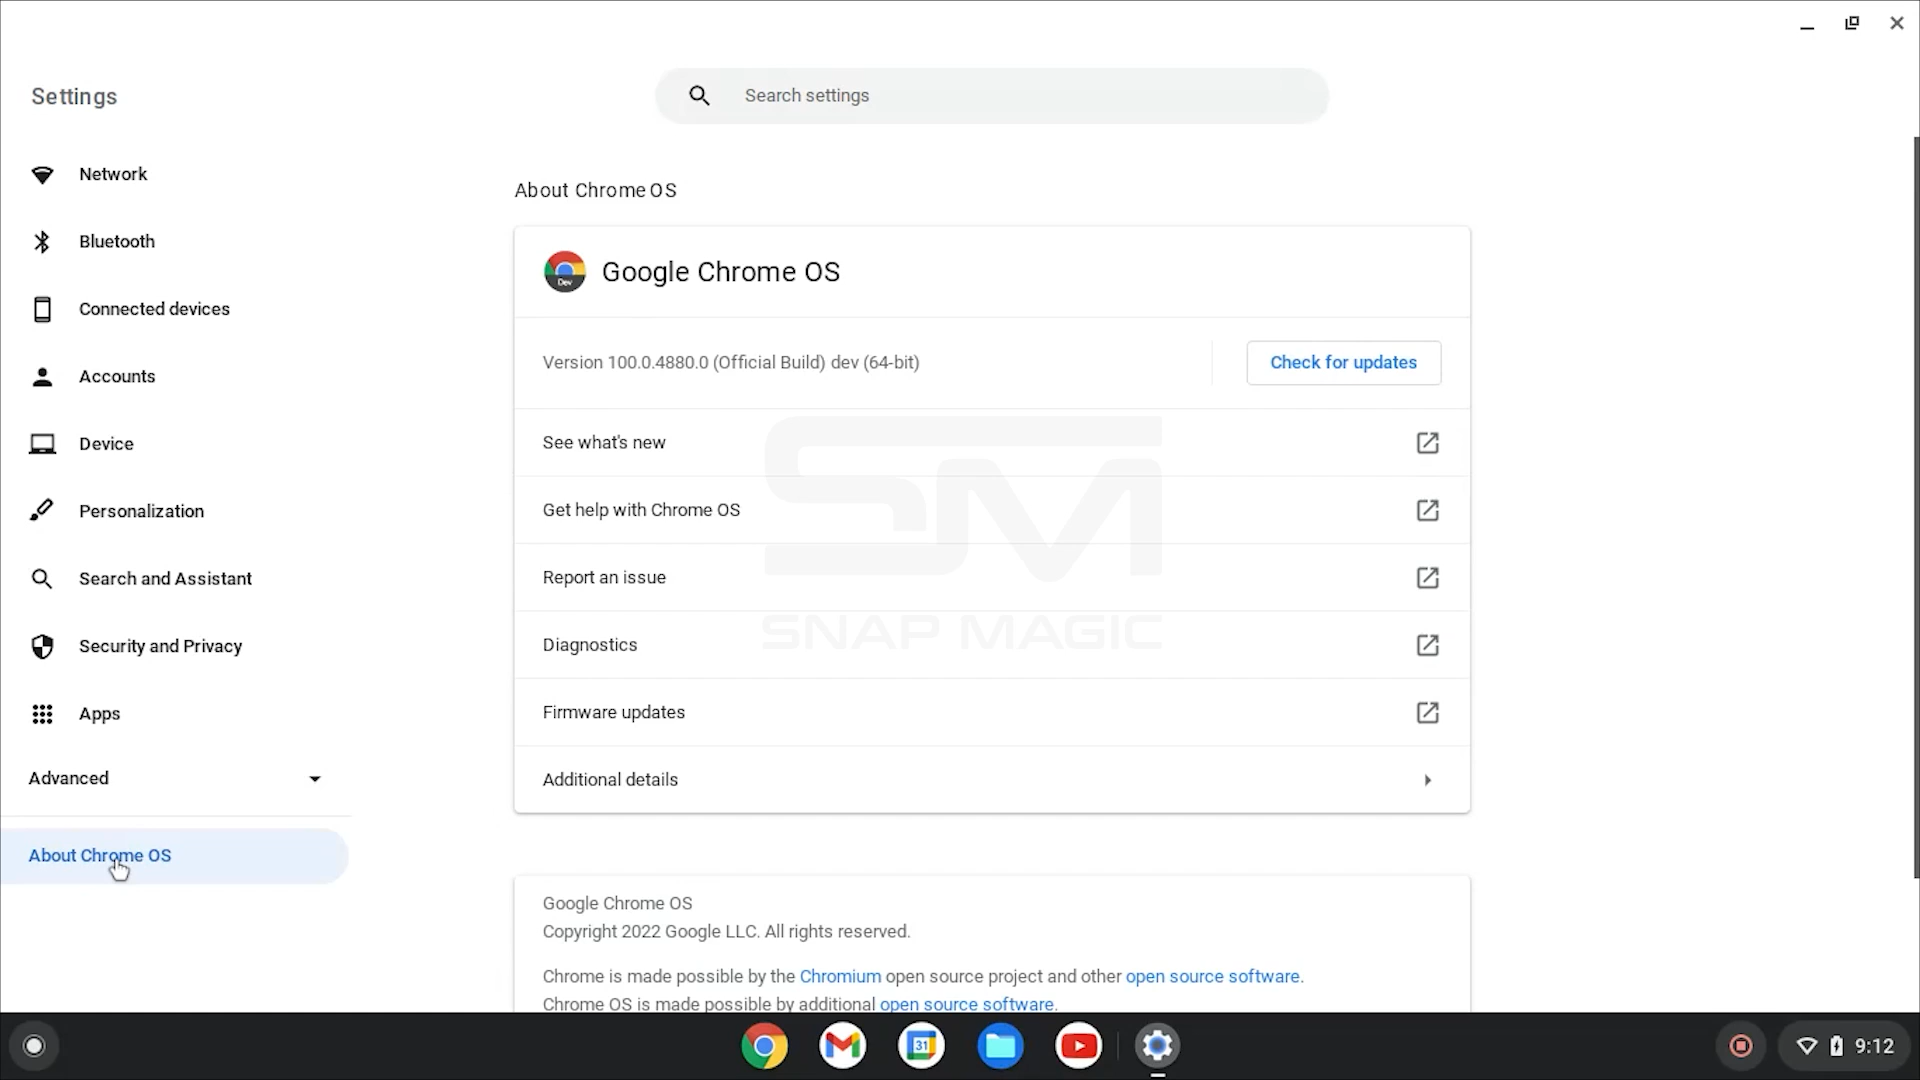 Settings
Search settings
Network
Bluetooth
Connected devices
Accounts
Device
Personalization
Search and Assistant
Security and Privacy
Apps
Advanced
About Chrome OS
About Chrome OS
Dev
Google Chrome OS
Version 100.0.4880.0 (Official Build) dev (64-bit)
Check for updates
See what's new
Get help with Chrome OS
Report an issue
Diagnostics
Firmware updates
Additional details
SM
SNAP MAGIC
Google Chrome OS
Copyright 2022 Google LLC. All rights reserved.
Chrome is made possible by the Chromium open source project and other open source software.
Chrome OS is made possible by additional open source software.
31
9:12